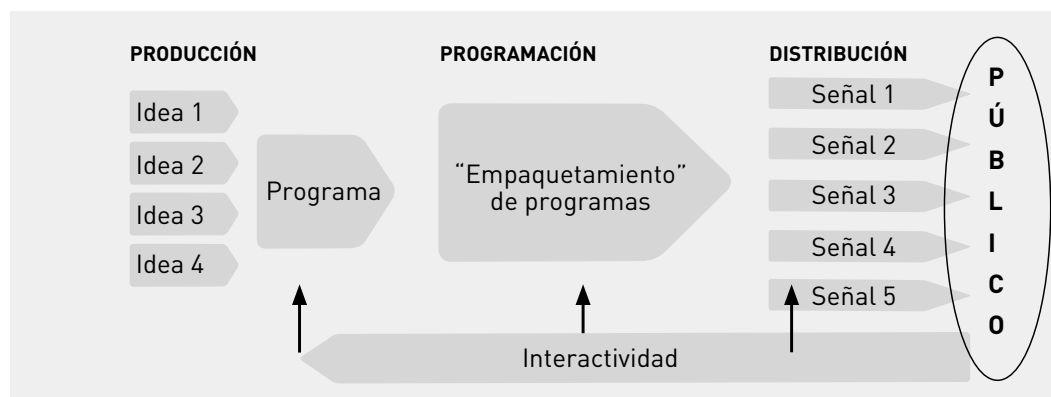 PRODUCCIÓN
Idea 1
Idea 2
Idea 3
Idea 4
Programa
PROGRAMACIÓN
“Empaquetamiento”
de programas
DISTRIBUCIÓN
Señal 1
Señal 2
Señal 3
Señal 4
Señal 5
P
Ú
B
L
I
C
O
Interactividad